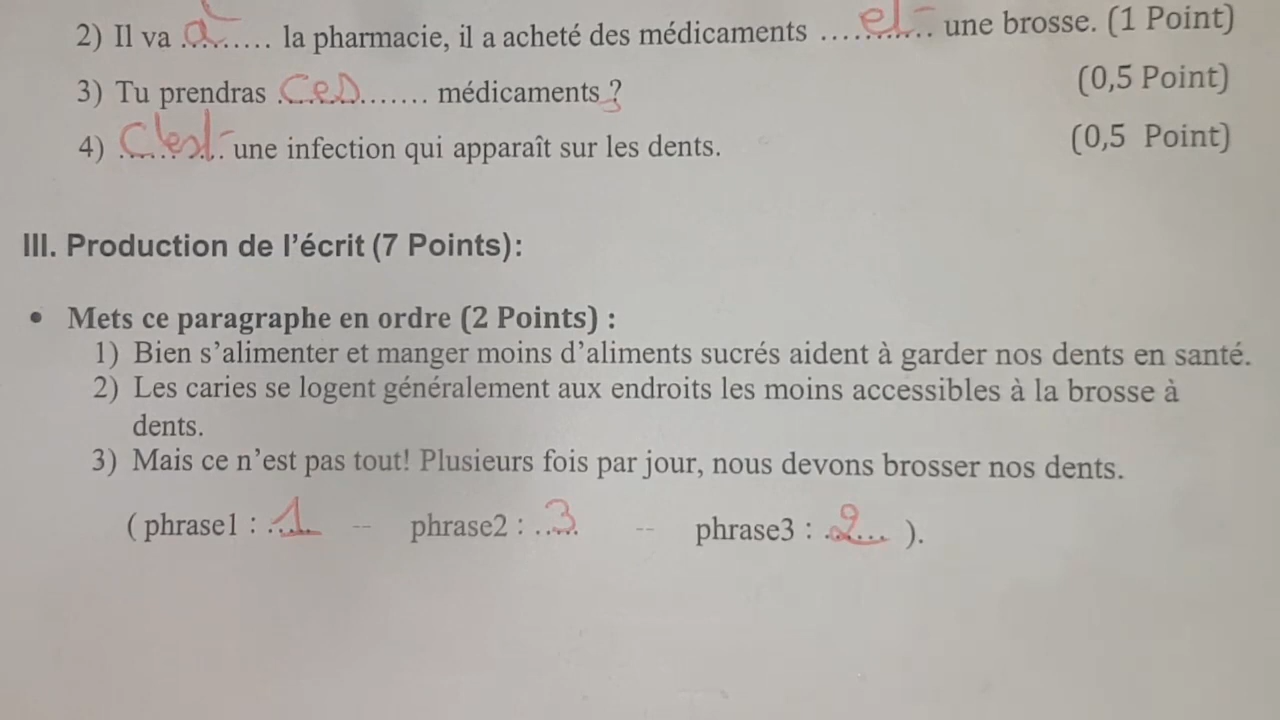 2) Il va .à....... la pharmacie, il a acheté des médicaments ....et..... une brosse. (1 Point)
3) Tu prendras .ces....... médicaments ? (0,5 Point)
4) .C'est.. une infection qui apparaît sur les dents. (0,5 Point)
III. Production de l'écrit (7 Points):
• Mets ce paragraphe en ordre (2 Points) :
1) Bien s'alimenter et manger moins d'aliments sucrés aident à garder nos dents en santé.
2) Les caries se logent généralement aux endroits les moins accessibles à la brosse à
dents.
3) Mais ce n'est pas tout! Plusieurs fois par jour, nous devons brosser nos dents.
( phrase1 : ..1... -- phrase2 : ..3... -- phrase3 : ..2... ).